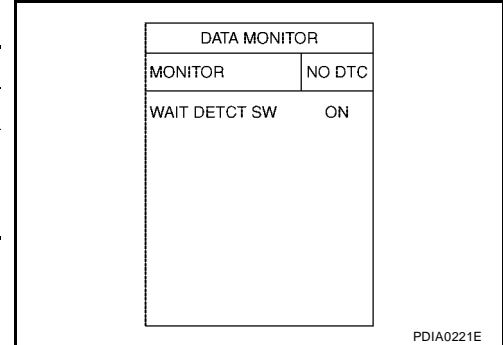 DATA MONITOR
MONITOR NO DTC
WAIT DETCT SW ON
PDIA0221E